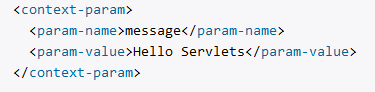 <context-param>
  <param-name>message</param-name>
  <param-value>Hello Servlets</param-value>
</context-param>